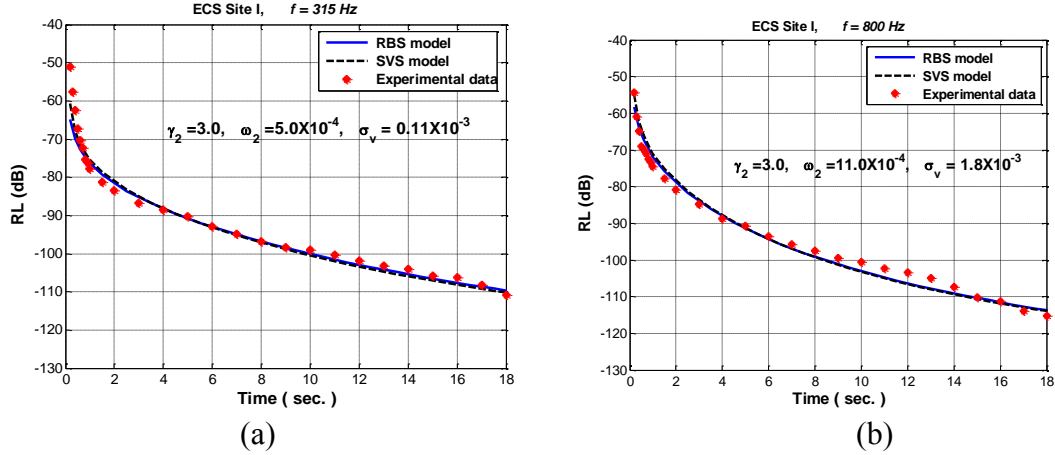 ECS Site I, f = 315 Hz
RBS model
SVS model
Experimental data
γ₂ =3.0, ω₂ =5.0X10⁻⁴, σᵥ = 0.11X10⁻³
RL (dB)
-40
-50
-60
-70
-80
-90
-100
-110
-120
-130
0 2 4 6 8 10 12 14 16 18
Time ( sec. )
(a)
ECS Site I, f = 800 Hz
RBS model
SVS model
Experimental data
γ₂ =3.0, ω₂ =11.0X10⁻⁴, σᵥ = 1.8X10⁻³
RL (dB)
-40
-50
-60
-70
-80
-90
-100
-110
-120
-130
0 2 4 6 8 10 12 14 16 18
Time ( sec. )
(b)